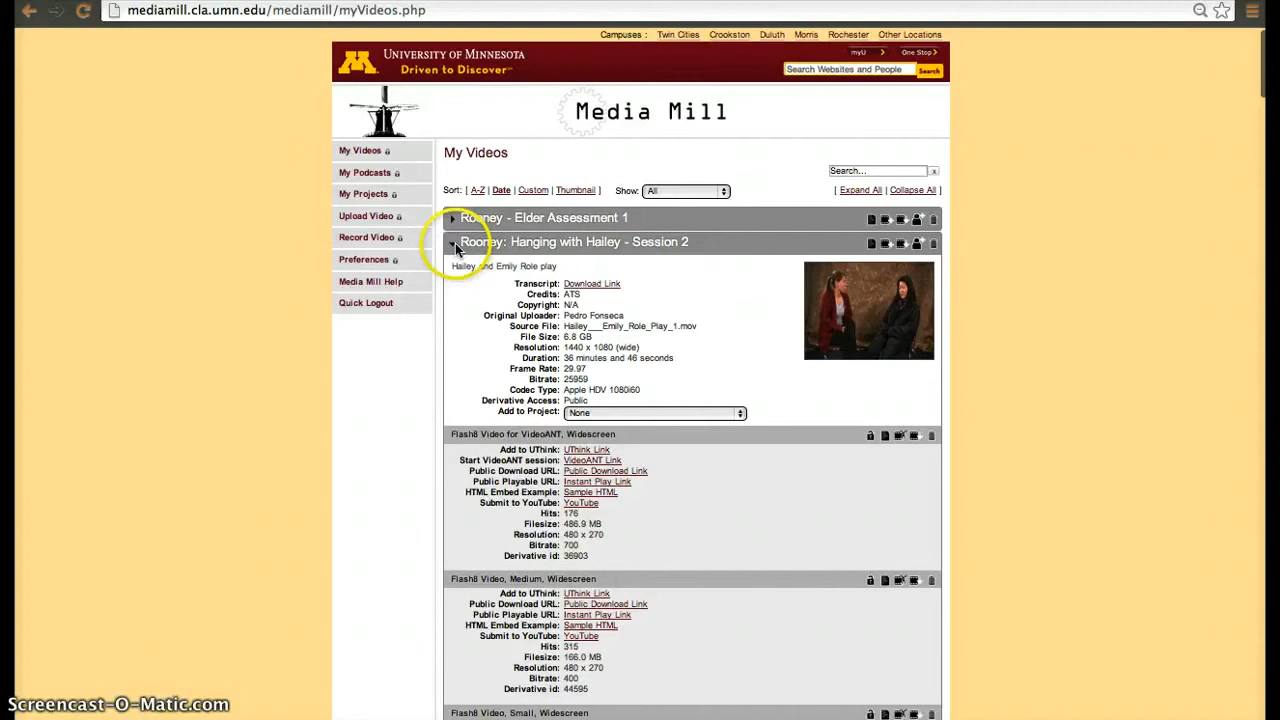 mediamill.cla.umn.edu/mediamill/myVideos.php
Campuses : Twin Cities Crookston Duluth Morris Rochester Other Locations
UNIVERSITY OF MINNESOTA
Driven to Discover
myU One Stop
Search Websites and People Search
Media Mill
My Videos
My Podcasts
My Projects
Upload Video
Record Video
Preferences
Media Mill Help
Quick Logout
My Videos
Search... x
Sort: [ A-Z | Date | Custom | Thumbnail ] Show: All [ Expand All | Collapse All ]
Rooney - Elder Assessment 1
Rooney: Hanging with Hailey - Session 2
Hailey and Emily Role play
Transcript: Download Link
Credits: ATS
Copyright: N/A
Original Uploader: Pedro Fonseca
Source File: Hailey___Emily_Role_Play_1.mov
File Size: 6.8 GB
Resolution: 1440 x 1080 (wide)
Duration: 36 minutes and 46 seconds
Frame Rate: 29.97
Bitrate: 25959
Codec Type: Apple HDV 1080i60
Derivative Access: Public
Add to Project: None
Flash8 Video for VideoANT, Widescreen
Add to UThink: UThink Link
Start VideoANT session: VideoANT Link
Public Download URL: Public Download Link
Public Playable URL: Instant Play Link
HTML Embed Example: Sample HTML
Submit to YouTube: YouTube
Hits: 176
Filesize: 486.9 MB
Resolution: 480 x 270
Bitrate: 700
Derivative id: 36903
Flash8 Video, Medium, Widescreen
Add to UThink: UThink Link
Public Download URL: Public Download Link
Public Playable URL: Instant Play Link
HTML Embed Example: Sample HTML
Submit to YouTube: YouTube
Hits: 315
Filesize: 166.0 MB
Resolution: 480 x 270
Bitrate: 400
Derivative id: 44595
Flash8 Video, Small, Widescreen
Screencast-O-Matic.com